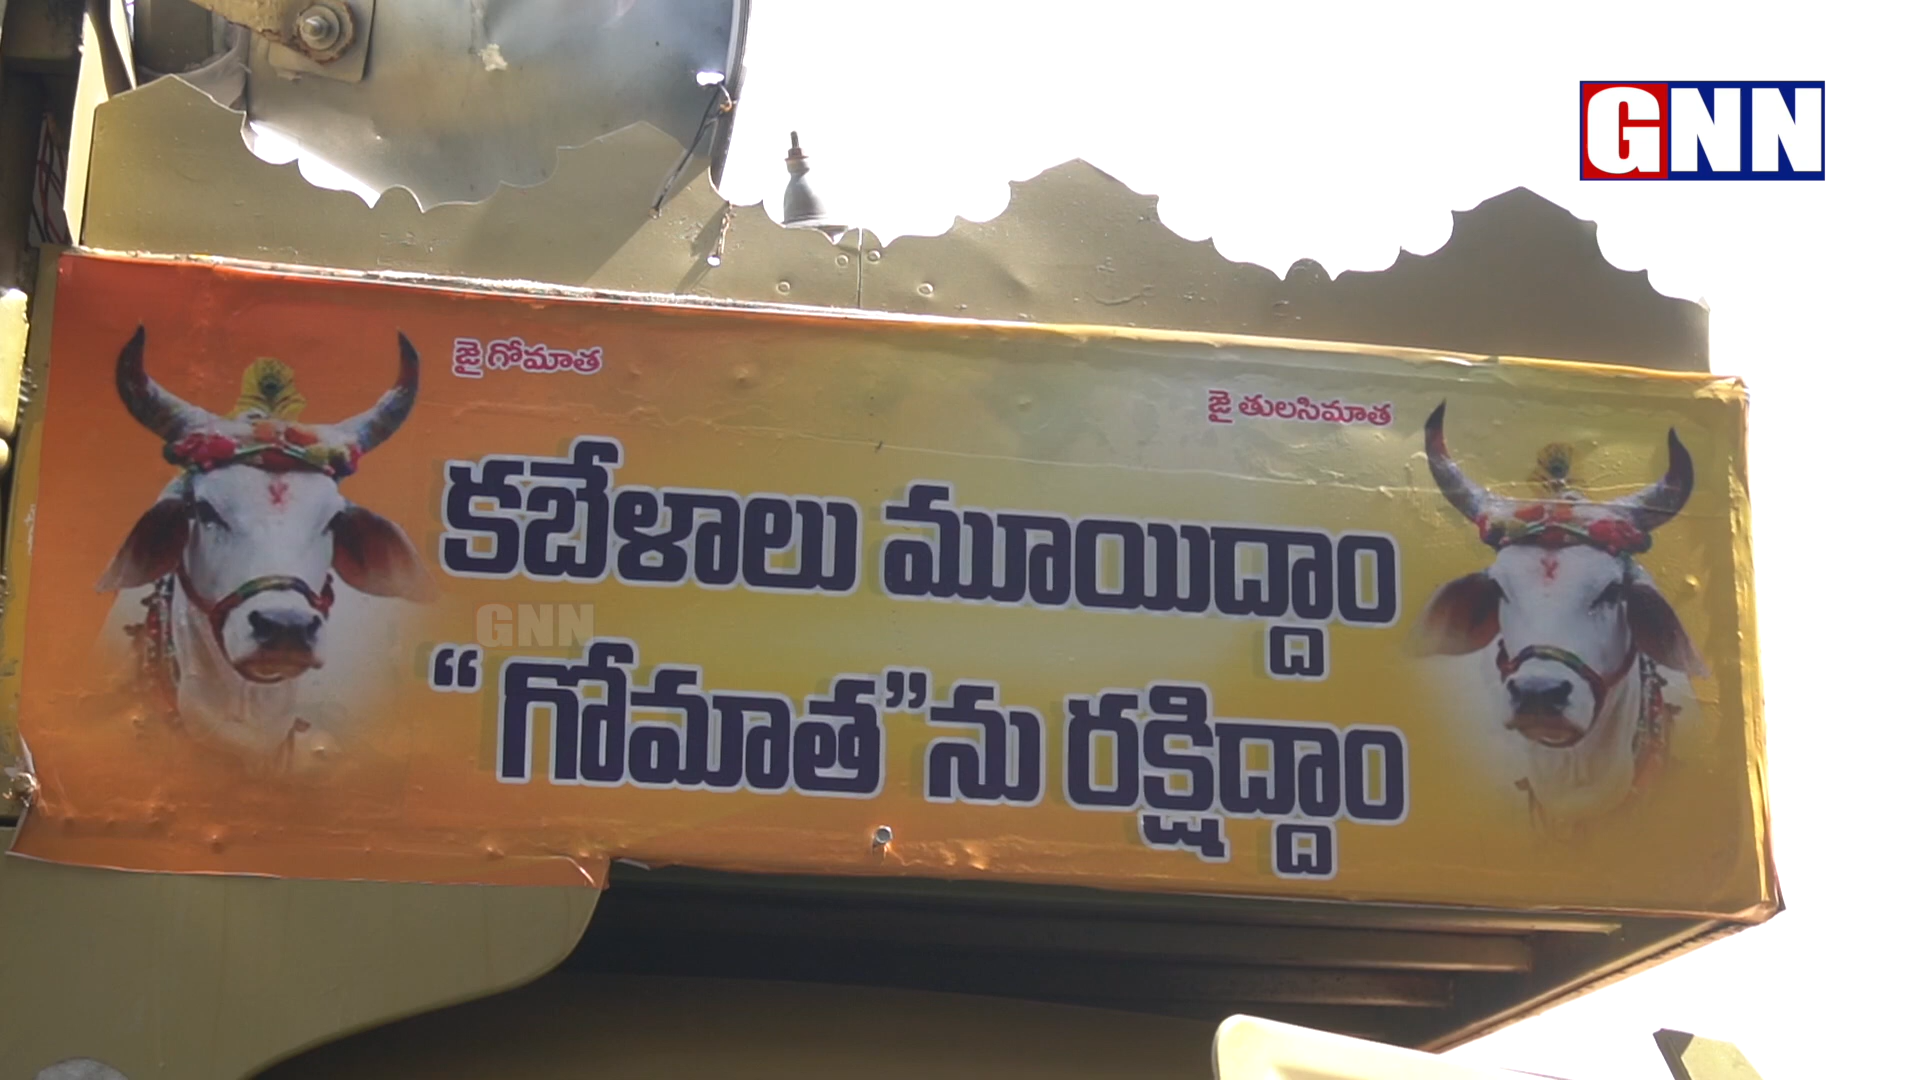 GNN
జై గోమాత
జై తులసిమాత
కబేళాలు మూయిద్దాం
GNN
“గోమాత”ను రక్షిద్దాం